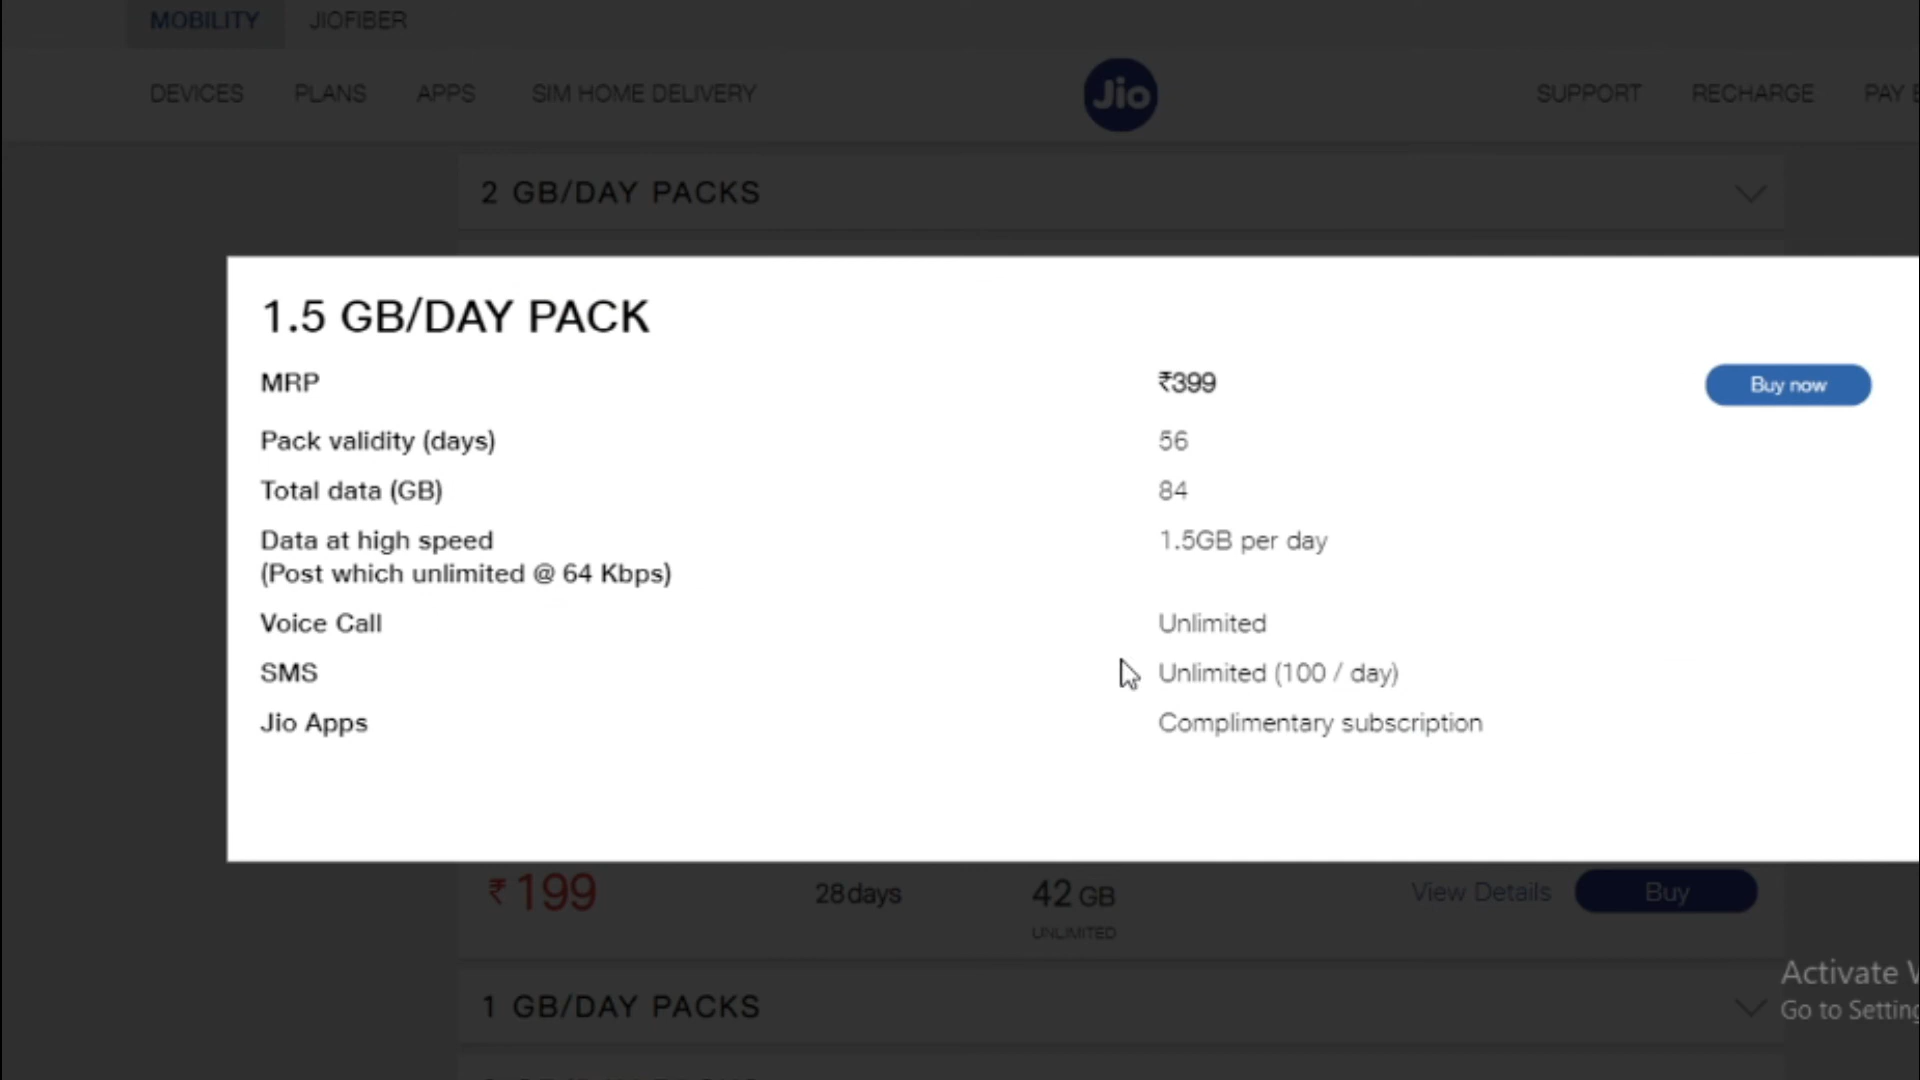 MOBILITY JIOFIBER
DEVICES PLANS APPS SIM HOME DELIVERY Jio SUPPORT RECHARGE PAY
2 GB/DAY PACKS
1.5 GB/DAY PACK
MRP ₹399 Buy now
Pack validity (days) 56
Total data (GB) 84
Data at high speed 1.5GB per day
(Post which unlimited @ 64 Kbps)
Voice Call Unlimited
SMS Unlimited (100 / day)
Jio Apps Complimentary subscription
₹ 199 28days 42 GB View Details Buy
UNLIMITED
Activate
1 GB/DAY PACKS
Go to